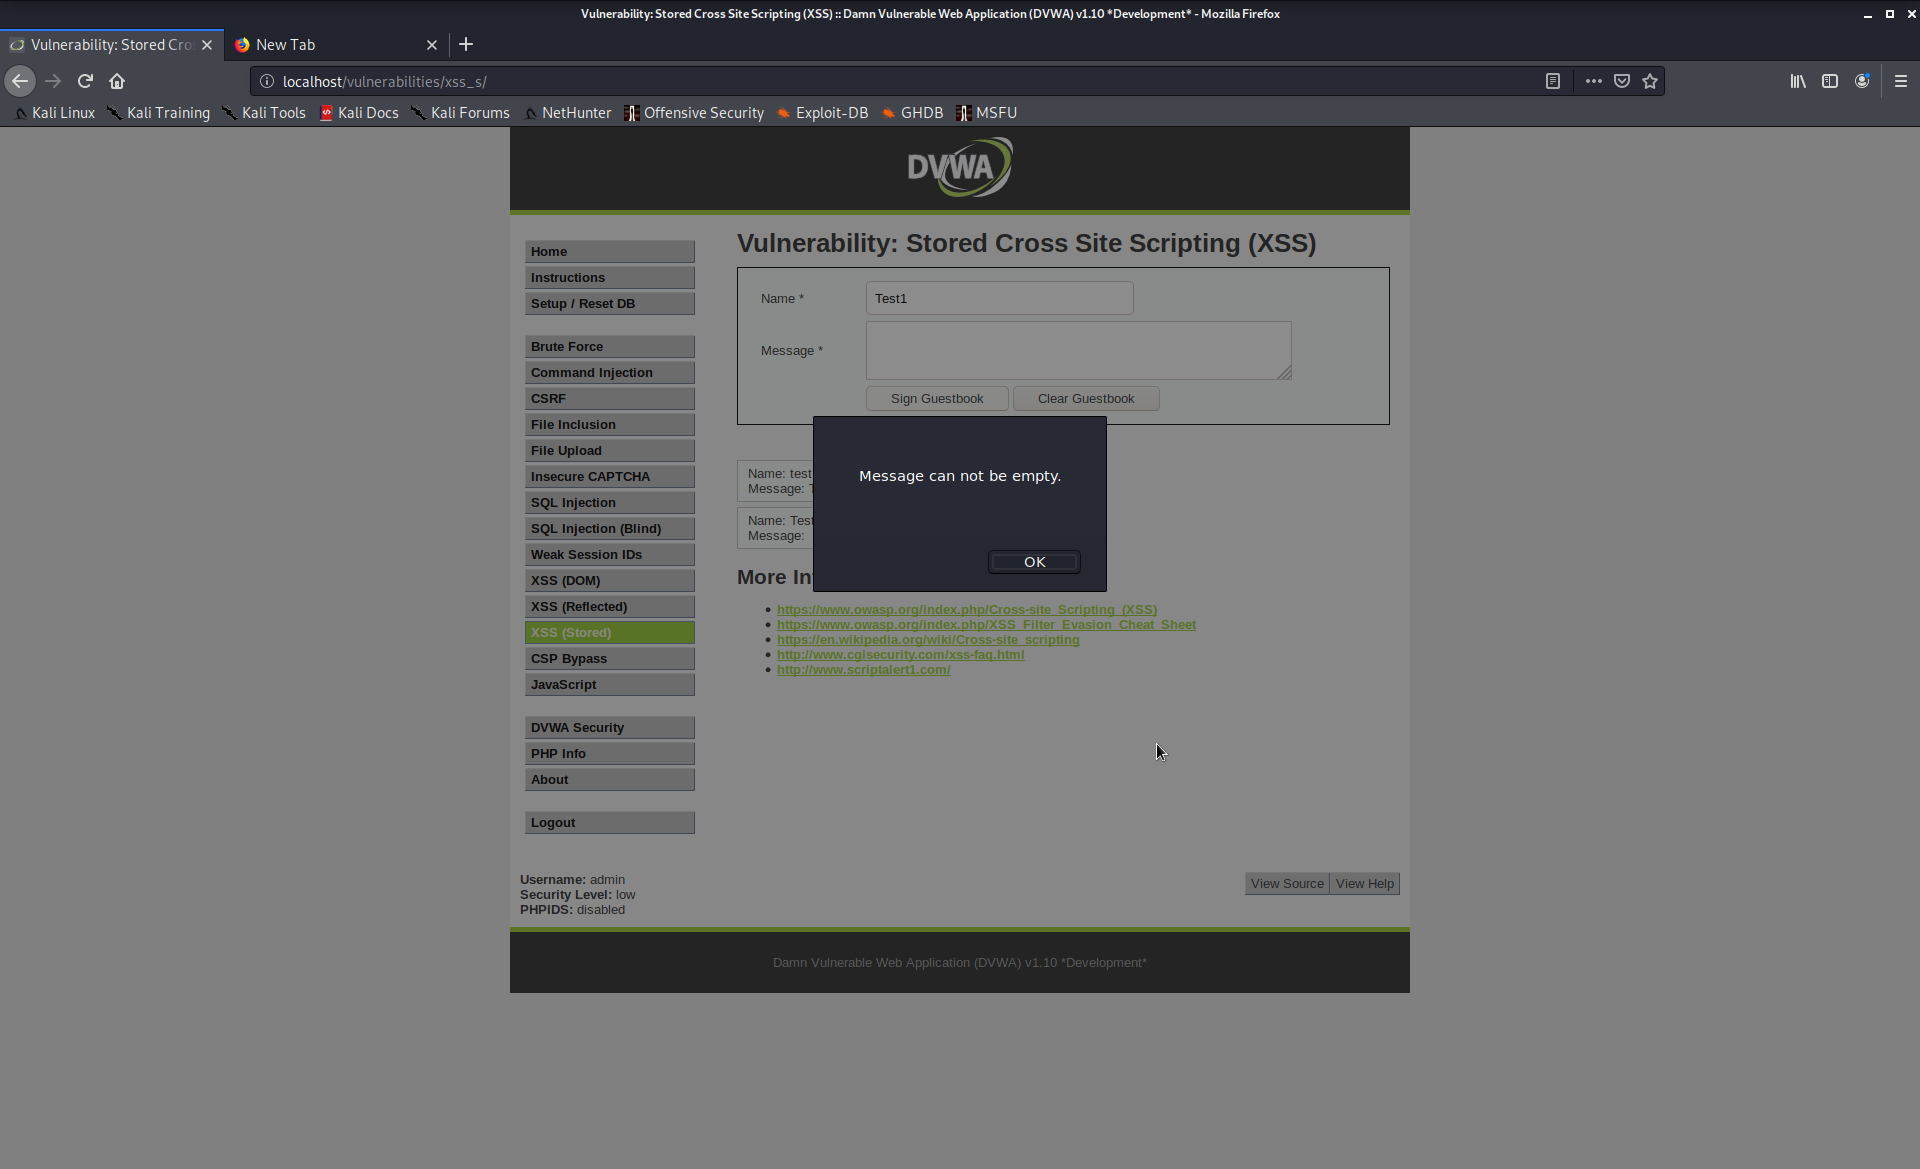 Vulnerability: Stored Cross Site Scripting (XSS) :: Damn Vulnerable Web Application (DVWA) v1.10 *Development* - Mozilla Firefox
Vulnerability: Stored Cro
New Tab
localhost/vulnerabilities/xss_s/
Kali Linux Kali Training Kali Tools Kali Docs Kali Forums NetHunter Offensive Security Exploit-DB GHDB MSFU
DVWA
Home
Instructions
Setup / Reset DB
Brute Force
Command Injection
CSRF
File Inclusion
File Upload
Insecure CAPTCHA
SQL Injection
SQL Injection (Blind)
Weak Session IDs
XSS (DOM)
XSS (Reflected)
XSS (Stored)
CSP Bypass
JavaScript
DVWA Security
PHP Info
About
Logout
Vulnerability: Stored Cross Site Scripting (XSS)
Name * Test1
Message *
Sign Guestbook Clear Guestbook
Name: test
Message: T
Name: Test
Message:
Message can not be empty.
OK
More In
https://www.owasp.org/index.php/Cross-site_Scripting_(XSS)
https://www.owasp.org/index.php/XSS_Filter_Evasion_Cheat_Sheet
https://en.wikipedia.org/wiki/Cross-site_scripting
http://www.cgisecurity.com/xss-faq.html
http://www.scriptalert1.com/
Username: admin
Security Level: low
PHPIDS: disabled
View Source View Help
Damn Vulnerable Web Application (DVWA) v1.10 *Development*